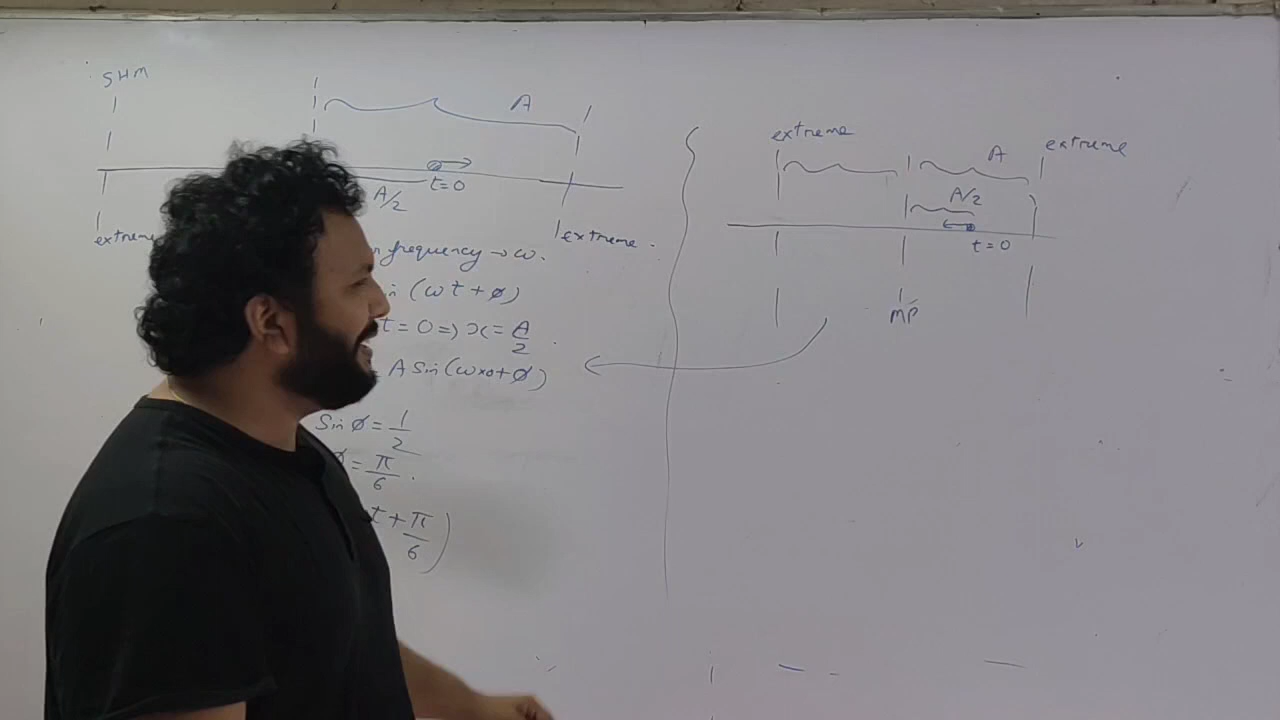 SHM
A
t=0
A/2
extreme
extreme.
frequency → ω.
(ωt+ø)
t=0 => x=A/2.
A Sin(ω×0+ø)
Sin ø=1/2
ø=π/6.
t+π/6)
extreme
extreme
A
A/2
t=0
MP